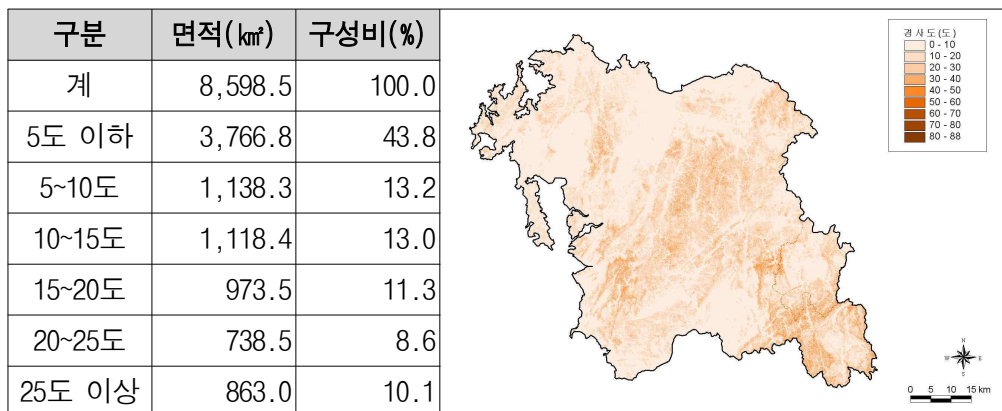 구분 면적(㎢) 구성비(%)
계 8,598.5 100.0
5도 이하 3,766.8 43.8
5~10도 1,138.3 13.2
10~15도 1,118.4 13.0
15~20도 973.5 11.3
20~25도 738.5 8.6
25도 이상 863.0 10.1
경 사 도 (도)
0 - 10
10 - 20
20 - 30
30 - 40
40 - 50
50 - 60
60 - 70
70 - 80
80 - 88
N
W E
S
0 5 10 15 km